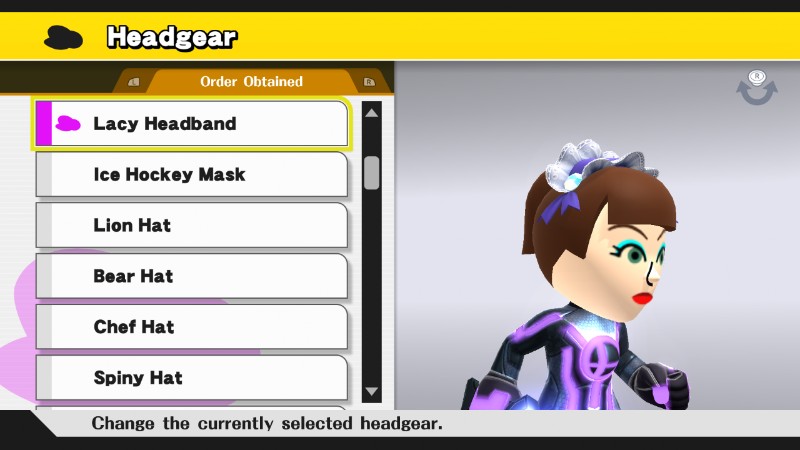 Headgear
L
Order Obtained
R
R
Lacy Headband
Ice Hockey Mask
Lion Hat
Bear Hat
Chef Hat
Spiny Hat
Change the currently selected headgear.